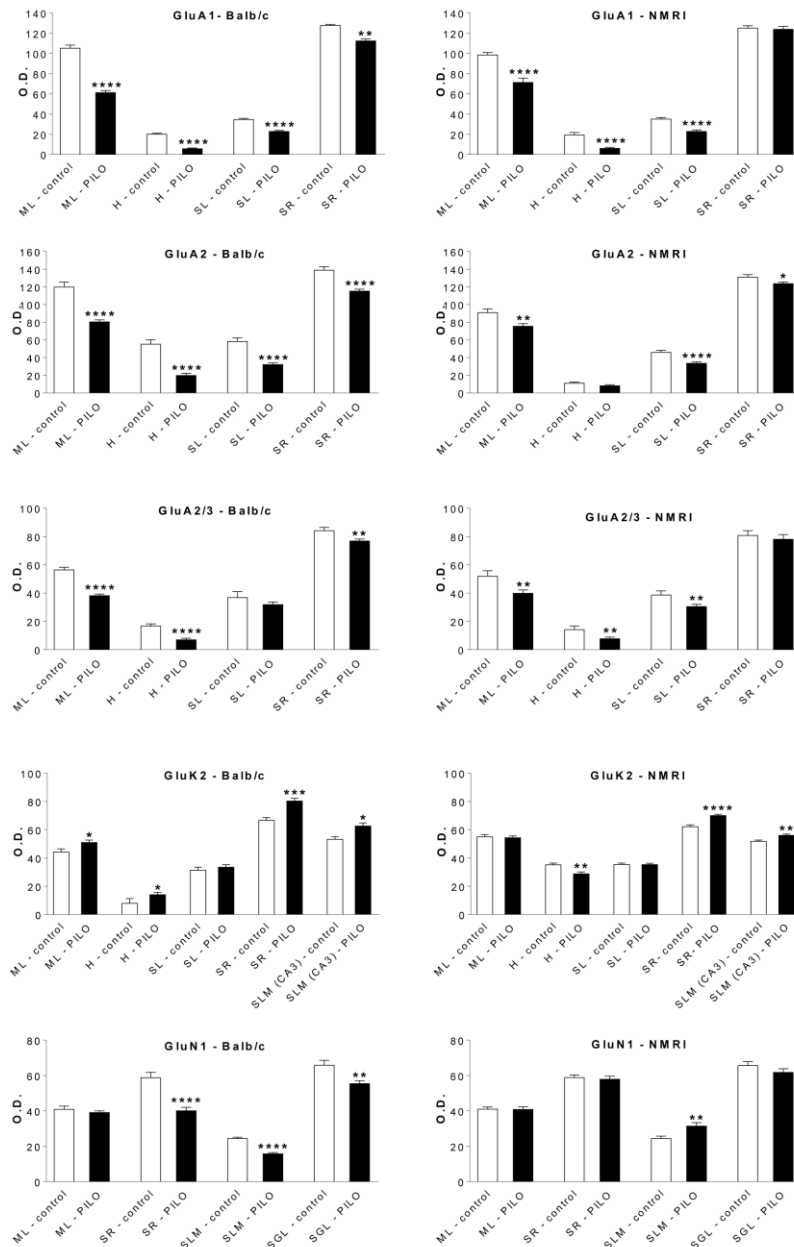 GluA1- Balb/c
O.D.
140
120
100
80
60
40
20
0
****
****
****
**
ML - control
ML - PILO
H - control
H - PILO
SL - control
SL - PILO
SR - control
SR - PILO
GluA1 - NMRI
140
120
100
80
60
40
20
0
****
****
****
ML - control
ML - PILO
H - control
H - PILO
SL - control
SL - PILO
SR - control
SR - PILO
GluA2 - Balb/c
O.D.
160
140
120
100
80
60
40
20
0
****
****
****
****
ML - control
ML - PILO
H - control
H - PILO
SL - control
SL - PILO
SR - control
SR - PILO
GluA2 - NMRI
O.D.
160
140
120
100
80
60
40
20
0
**
****
*
ML - control
ML - PILO
H - control
H - PILO
SL - control
SL - PILO
SR - control
SR - PILO
GluA2/3 - Balb/c
O.D.
100
80
60
40
20
0
****
****
**
ML - control
ML - PILO
H - control
H - PILO
SL - control
SL - PILO
SR - control
SR - PILO
GluA2/3 - NMRI
O.D.
100
80
60
40
20
0
**
**
**
ML - control
ML - PILO
H - control
H - PILO
SL - control
SL - PILO
SR - control
SR - PILO
GluK2 - Balb/c
O.D.
100
80
60
40
20
0
*
*
***
*
ML - control
ML - PILO
H - control
H - PILO
SL - control
SL - PILO
SR - control
SR - PILO
SLM (CA3) - control
SLM (CA3) - PILO
GluK2 - NMRI
O.D.
100
80
60
40
20
0
**
****
**
ML - control
ML - PILO
H - control
H - PILO
SL - control
SL - PILO
SR - control
SR - PILO
SLM (CA3) - control
SLM (CA3) - PILO
GluN1 - Balb/c
O.D.
80
60
40
20
0
****
****
**
ML - control
ML - PILO
SR - control
SR - PILO
SLM - control
SLM - PILO
SGL - control
SGL - PILO
GluN1 - NMRI
O.D.
80
60
40
20
0
**
ML - control
ML - PILO
SR - control
SR - PILO
SLM - control
SLM - PILO
SGL - control
SGL - PILO